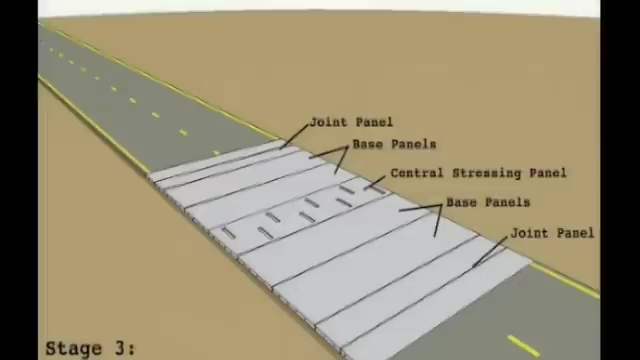 Joint Panel
Base Panels
Central Stressing Panel
Base Panels
Joint Panel
Stage 3: